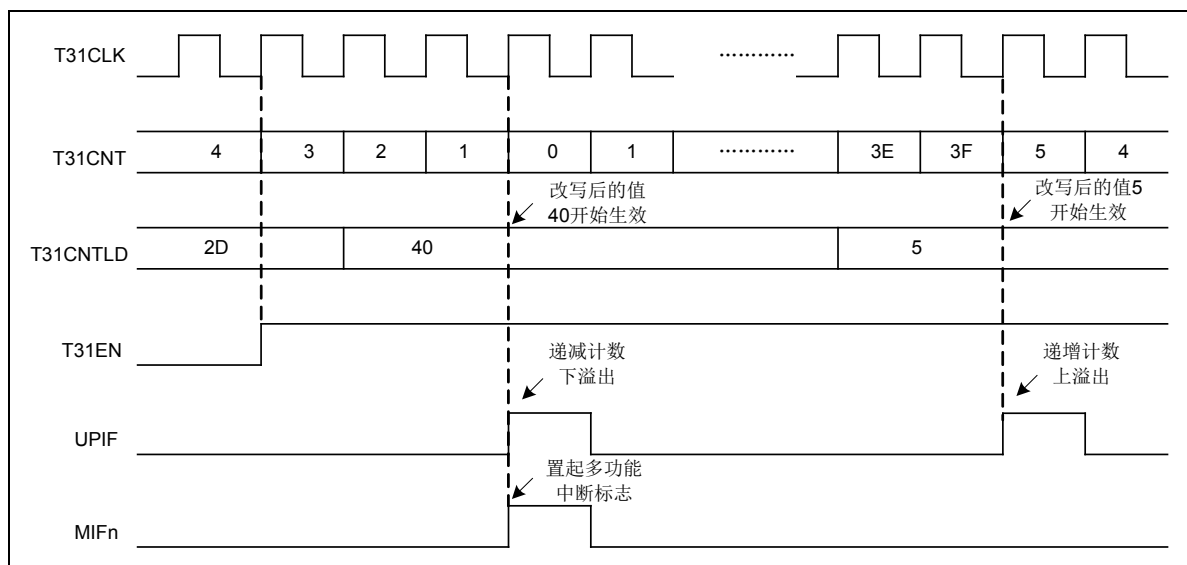 T31CLK
…………
T31CNT 4 3 2 1 0 1 ………… 3E 3F 5 4
改写后的值
40开始生效
改写后的值5
开始生效
T31CNTLD 2D 40 5
T31EN
递减计数
下溢出
递增计数
上溢出
UPIF
置起多功能
中断标志
MIFn